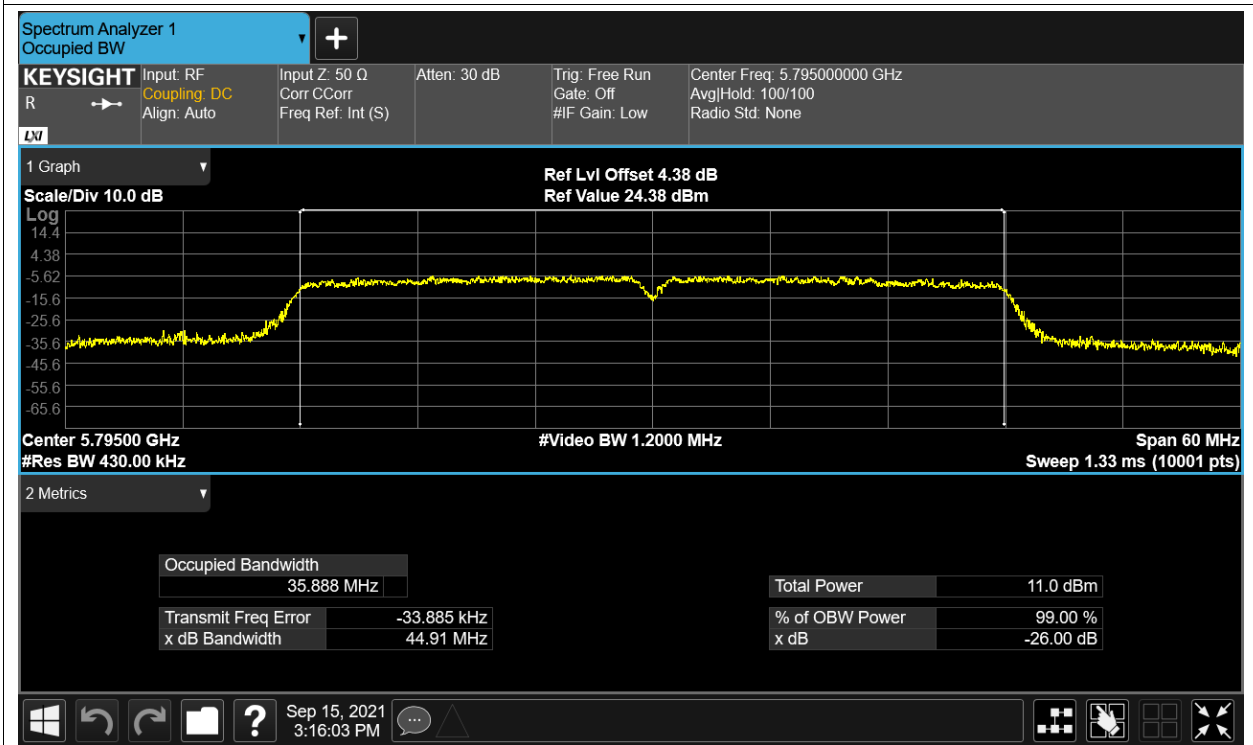 Spectrum Analyzer 1
Occupied BW
KEYSIGHT
R
LXI
Input: RF
Coupling: DC
Align: Auto
Input Z: 50 Ω
Corr CCorr
Freq Ref: Int (S)
Atten: 30 dB
Trig: Free Run
Gate: Off
#IF Gain: Low
Center Freq: 5.795000000 GHz
Avg|Hold: 100/100
Radio Std: None
1 Graph
Scale/Div 10.0 dB
Ref Lvl Offset 4.38 dB
Ref Value 24.38 dBm
Log
14.4
4.38
-5.62
-15.6
-25.6
-35.6
-45.6
-55.6
-65.6
Center 5.79500 GHz
#Video BW 1.2000 MHz
Span 60 MHz
#Res BW 430.00 kHz
Sweep 1.33 ms (10001 pts)
2 Metrics
Occupied Bandwidth
35.888 MHz
Total Power 11.0 dBm
Transmit Freq Error -33.885 kHz
% of OBW Power 99.00 %
x dB Bandwidth 44.91 MHz
x dB -26.00 dB
?
Sep 15, 2021
3:16:03 PM